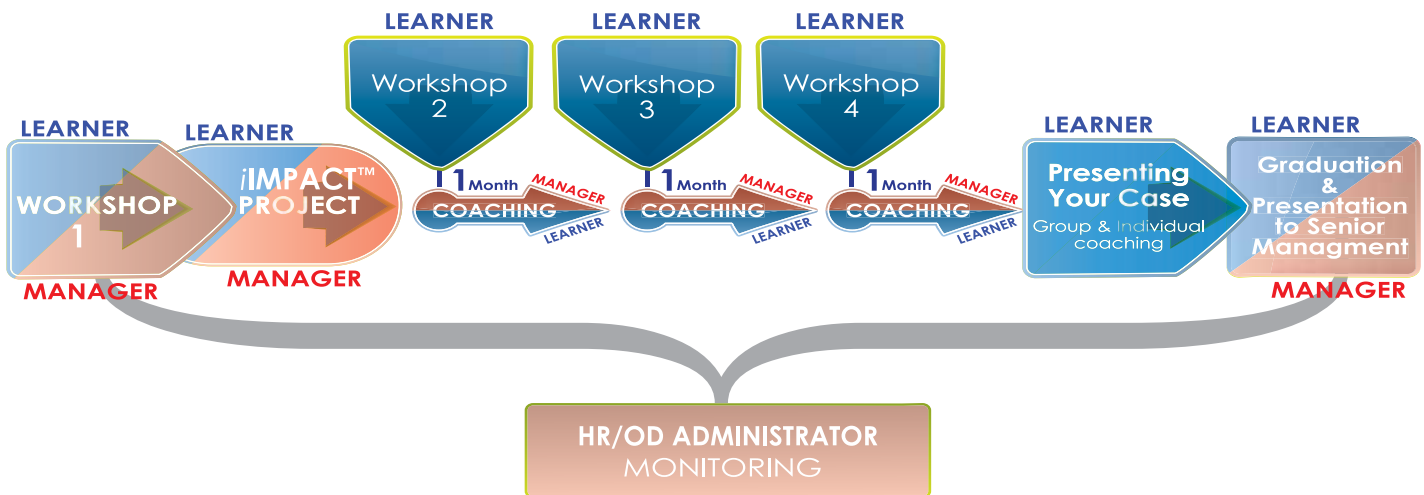 LEARNER
WORKSHOP
1
MANAGER
LEARNER
iIMPACT™
PROJECT
MANAGER
LEARNER
Workshop
2
1 Month
COACHING
MANAGER
LEARNER
LEARNER
Workshop
3
1 Month
COACHING
MANAGER
LEARNER
LEARNER
Workshop
4
1 Month
COACHING
MANAGER
LEARNER
LEARNER
Presenting
Your Case
Group & Individual
coaching
LEARNER
Graduation
&
Presentation
to Senior
Managment
MANAGER
HR/OD ADMINISTRATOR
MONITORING